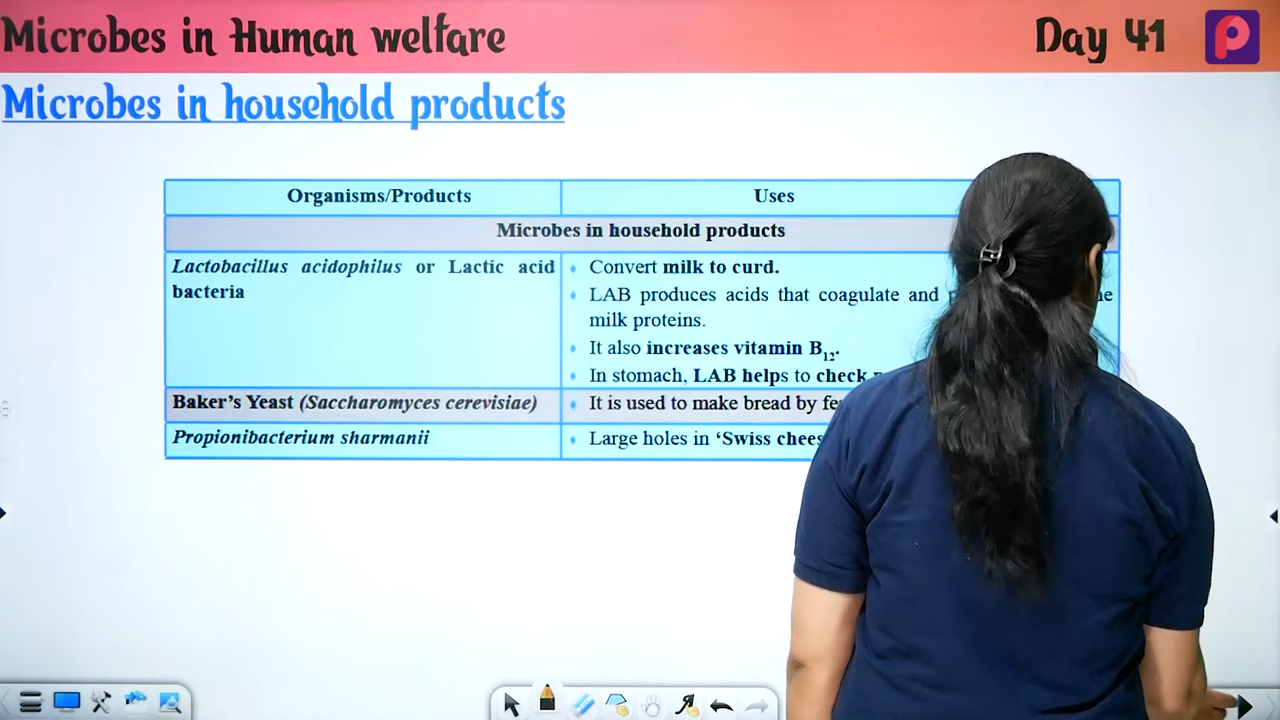 Microbes in Human welfare
Day 41
Microbes in household products
Organisms/Products
Uses
Microbes in household products
Lactobacillus acidophilus or Lactic acid
bacteria
Convert milk to curd.
LAB produces acids that coagulate and
milk proteins.
It also increases vitamin B12.
In stomach, LAB helps to check
Baker's Yeast (Saccharomyces cerevisiae)
It is used to make bread by
Propionibacterium sharmanii
Large holes in 'Swiss